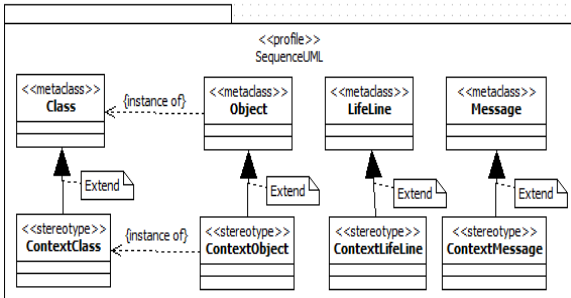 <<profile>>
SequenceUML
<<metaclass>>
Class
{instance of}
<<metaclass>>
Object
<<metaclass>>
LifeLine
<<metaclass>>
Message
Extend
Extend
Extend
Extend
<<stereotype>>
ContextClass
{instance of}
<<stereotype>>
ContextObject
<<stereotype>>
ContextLifeLine
<<stereotype>>
ContextMessage